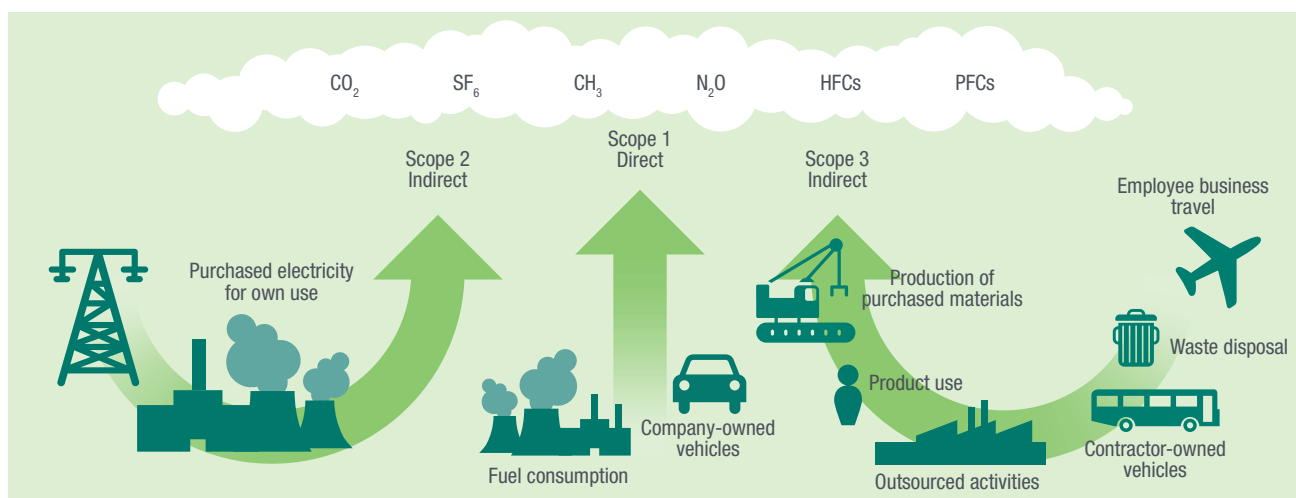 CO₂ SF₆ CH₃ N₂O HFCs PFCs
Scope 2
Indirect
Scope 1
Direct
Scope 3
Indirect
Employee business
travel
Purchased electricity
for own use
Production of
purchased materials
Waste disposal
Product use
Company-owned
vehicles
Fuel consumption
Outsourced activities
Contractor-owned
vehicles